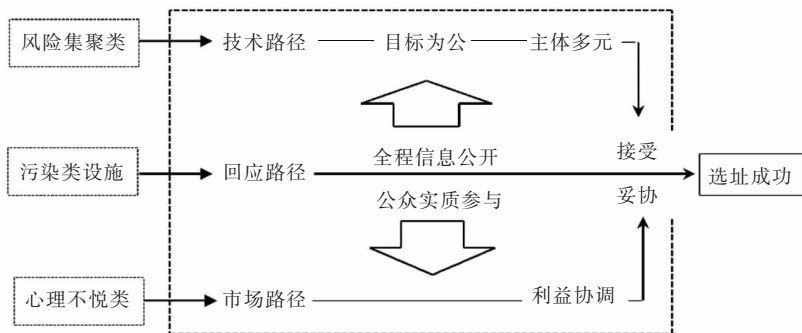 风险集聚类 技术路径 目标为公 主体多元
全程信息公开 接受
污染类设施 回应路径 选址成功
公众实质参与 妥协
心理不悦类 市场路径 利益协调